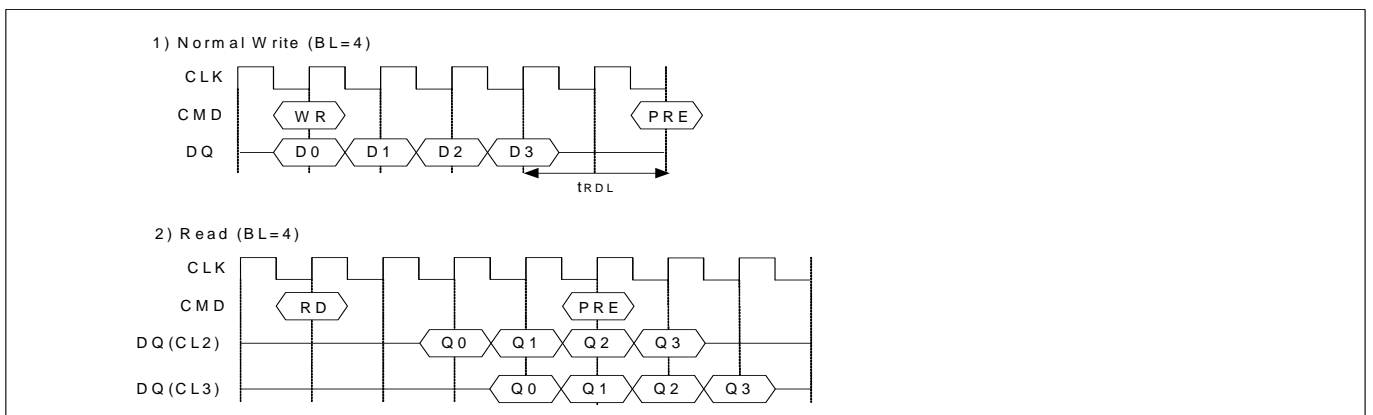 1) Normal Write (BL=4)
CLK
CMD WR PRE
DQ D0 D1 D2 D3
tRDL
2) Read (BL=4)
CLK
CMD RD PRE
DQ(CL2) Q0 Q1 Q2 Q3
DQ(CL3) Q0 Q1 Q2 Q3